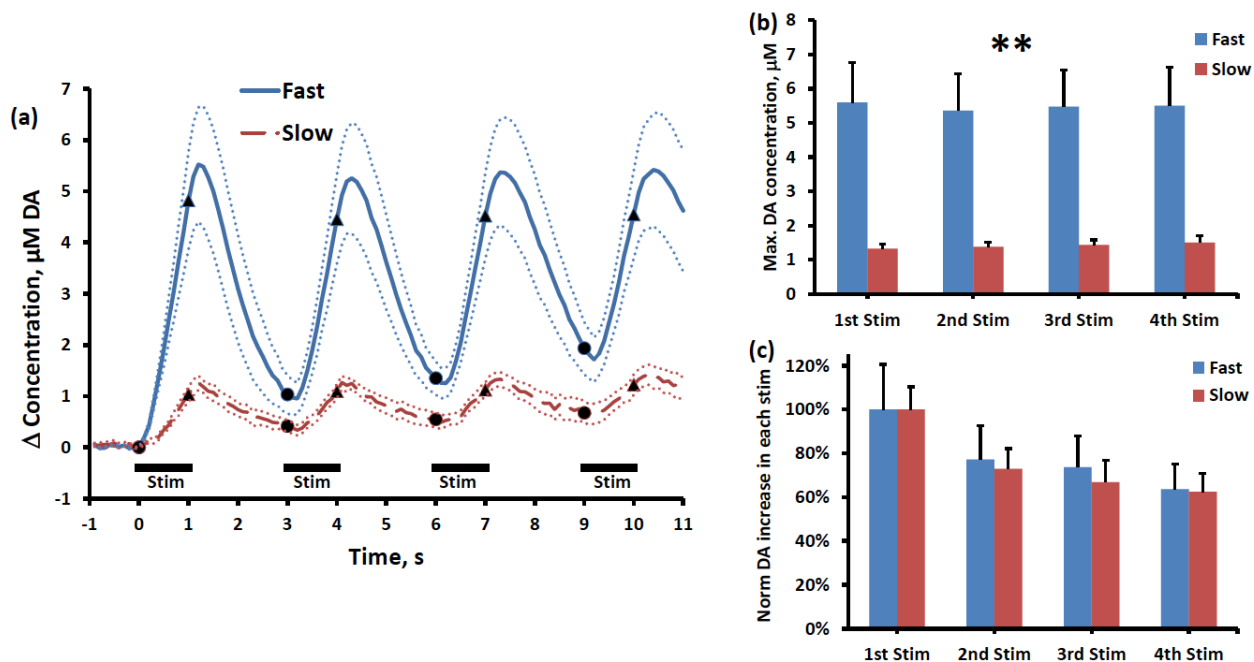 (a)
Fast
Slow
Δ Concentration, µM DA
7
6
5
4
3
2
1
0
-1
Stim
Stim
Stim
Stim
-1 0 1 2 3 4 5 6 7 8 9 10 11
Time, s
(b)
Max. DA concentration, µM
8
7
6
5
4
3
2
1
0
**
Fast
Slow
1st Stim 2nd Stim 3rd Stim 4th Stim
(c)
Norm DA increase in each stim
120%
100%
80%
60%
40%
20%
0%
Fast
Slow
1st Stim 2nd Stim 3rd Stim 4th Stim